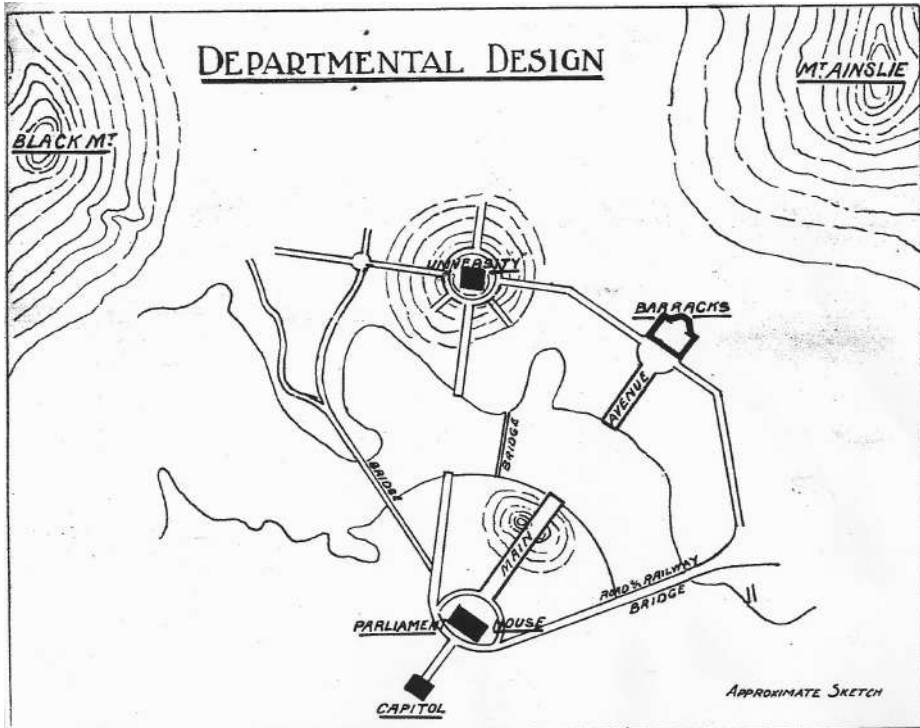 DEPARTMENTAL DESIGN
MT AINSLIE
BLACK MT
UNIVERSITY
BARRACKS
AVENUE
BRIDGE
BRIDGE
MAIN
ROAD & RAILWAY
BRIDGE
PARLIAMENT HOUSE
CAPITOL
APPROXIMATE SKETCH